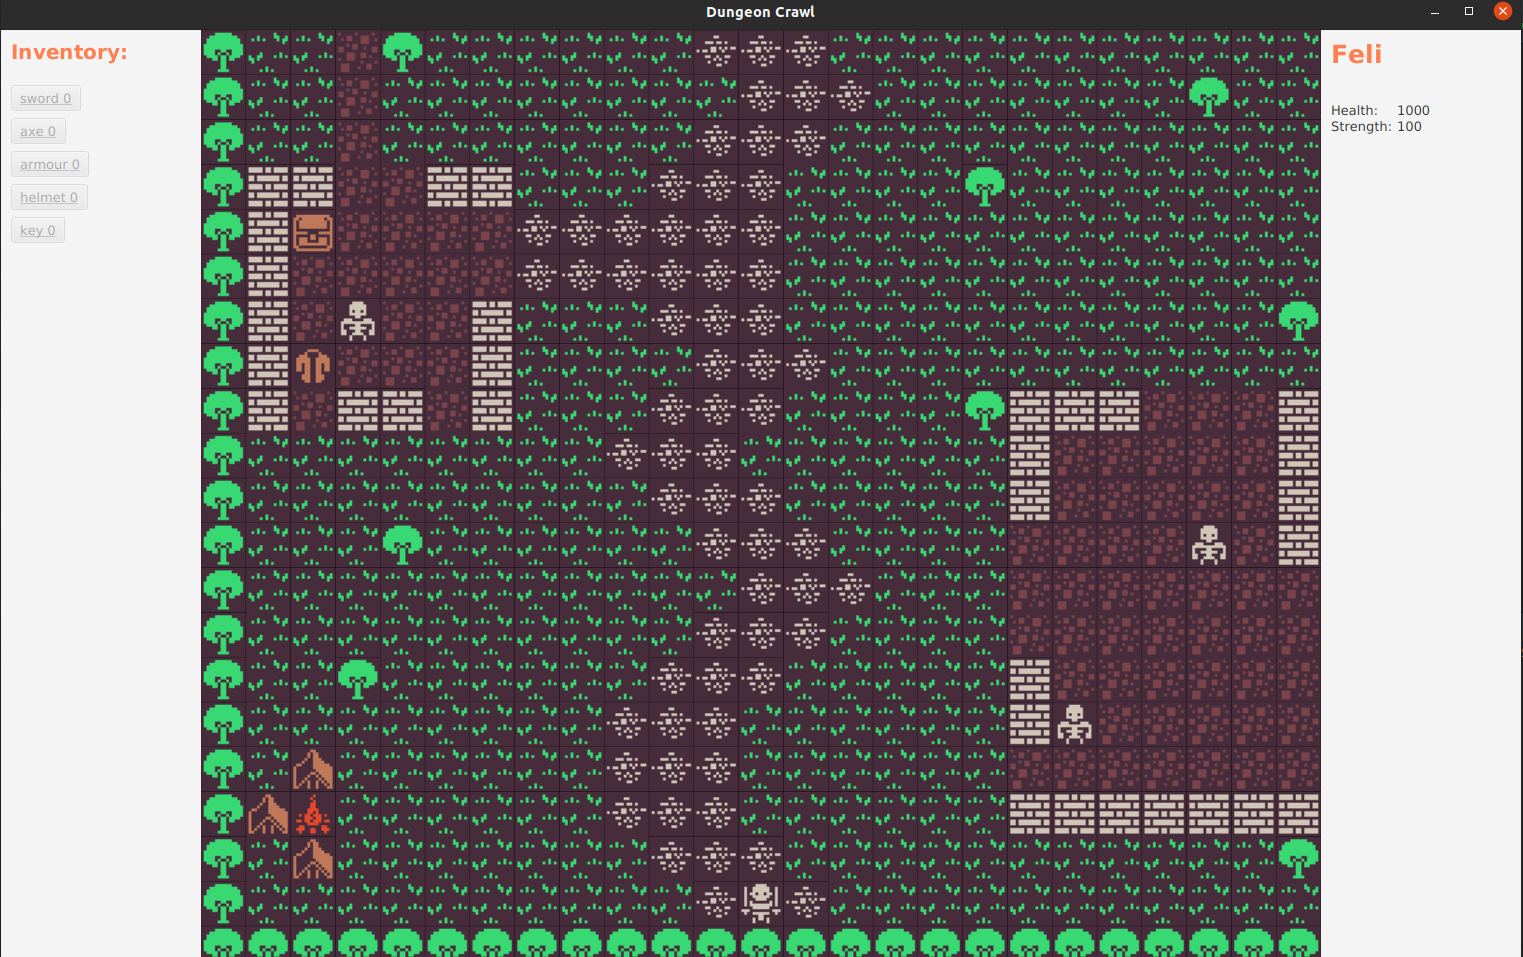 Dungeon Crawl
Inventory:
sword 0
axe 0
armour 0
helmet 0
key 0
Feli
Health: 1000
Strength: 100